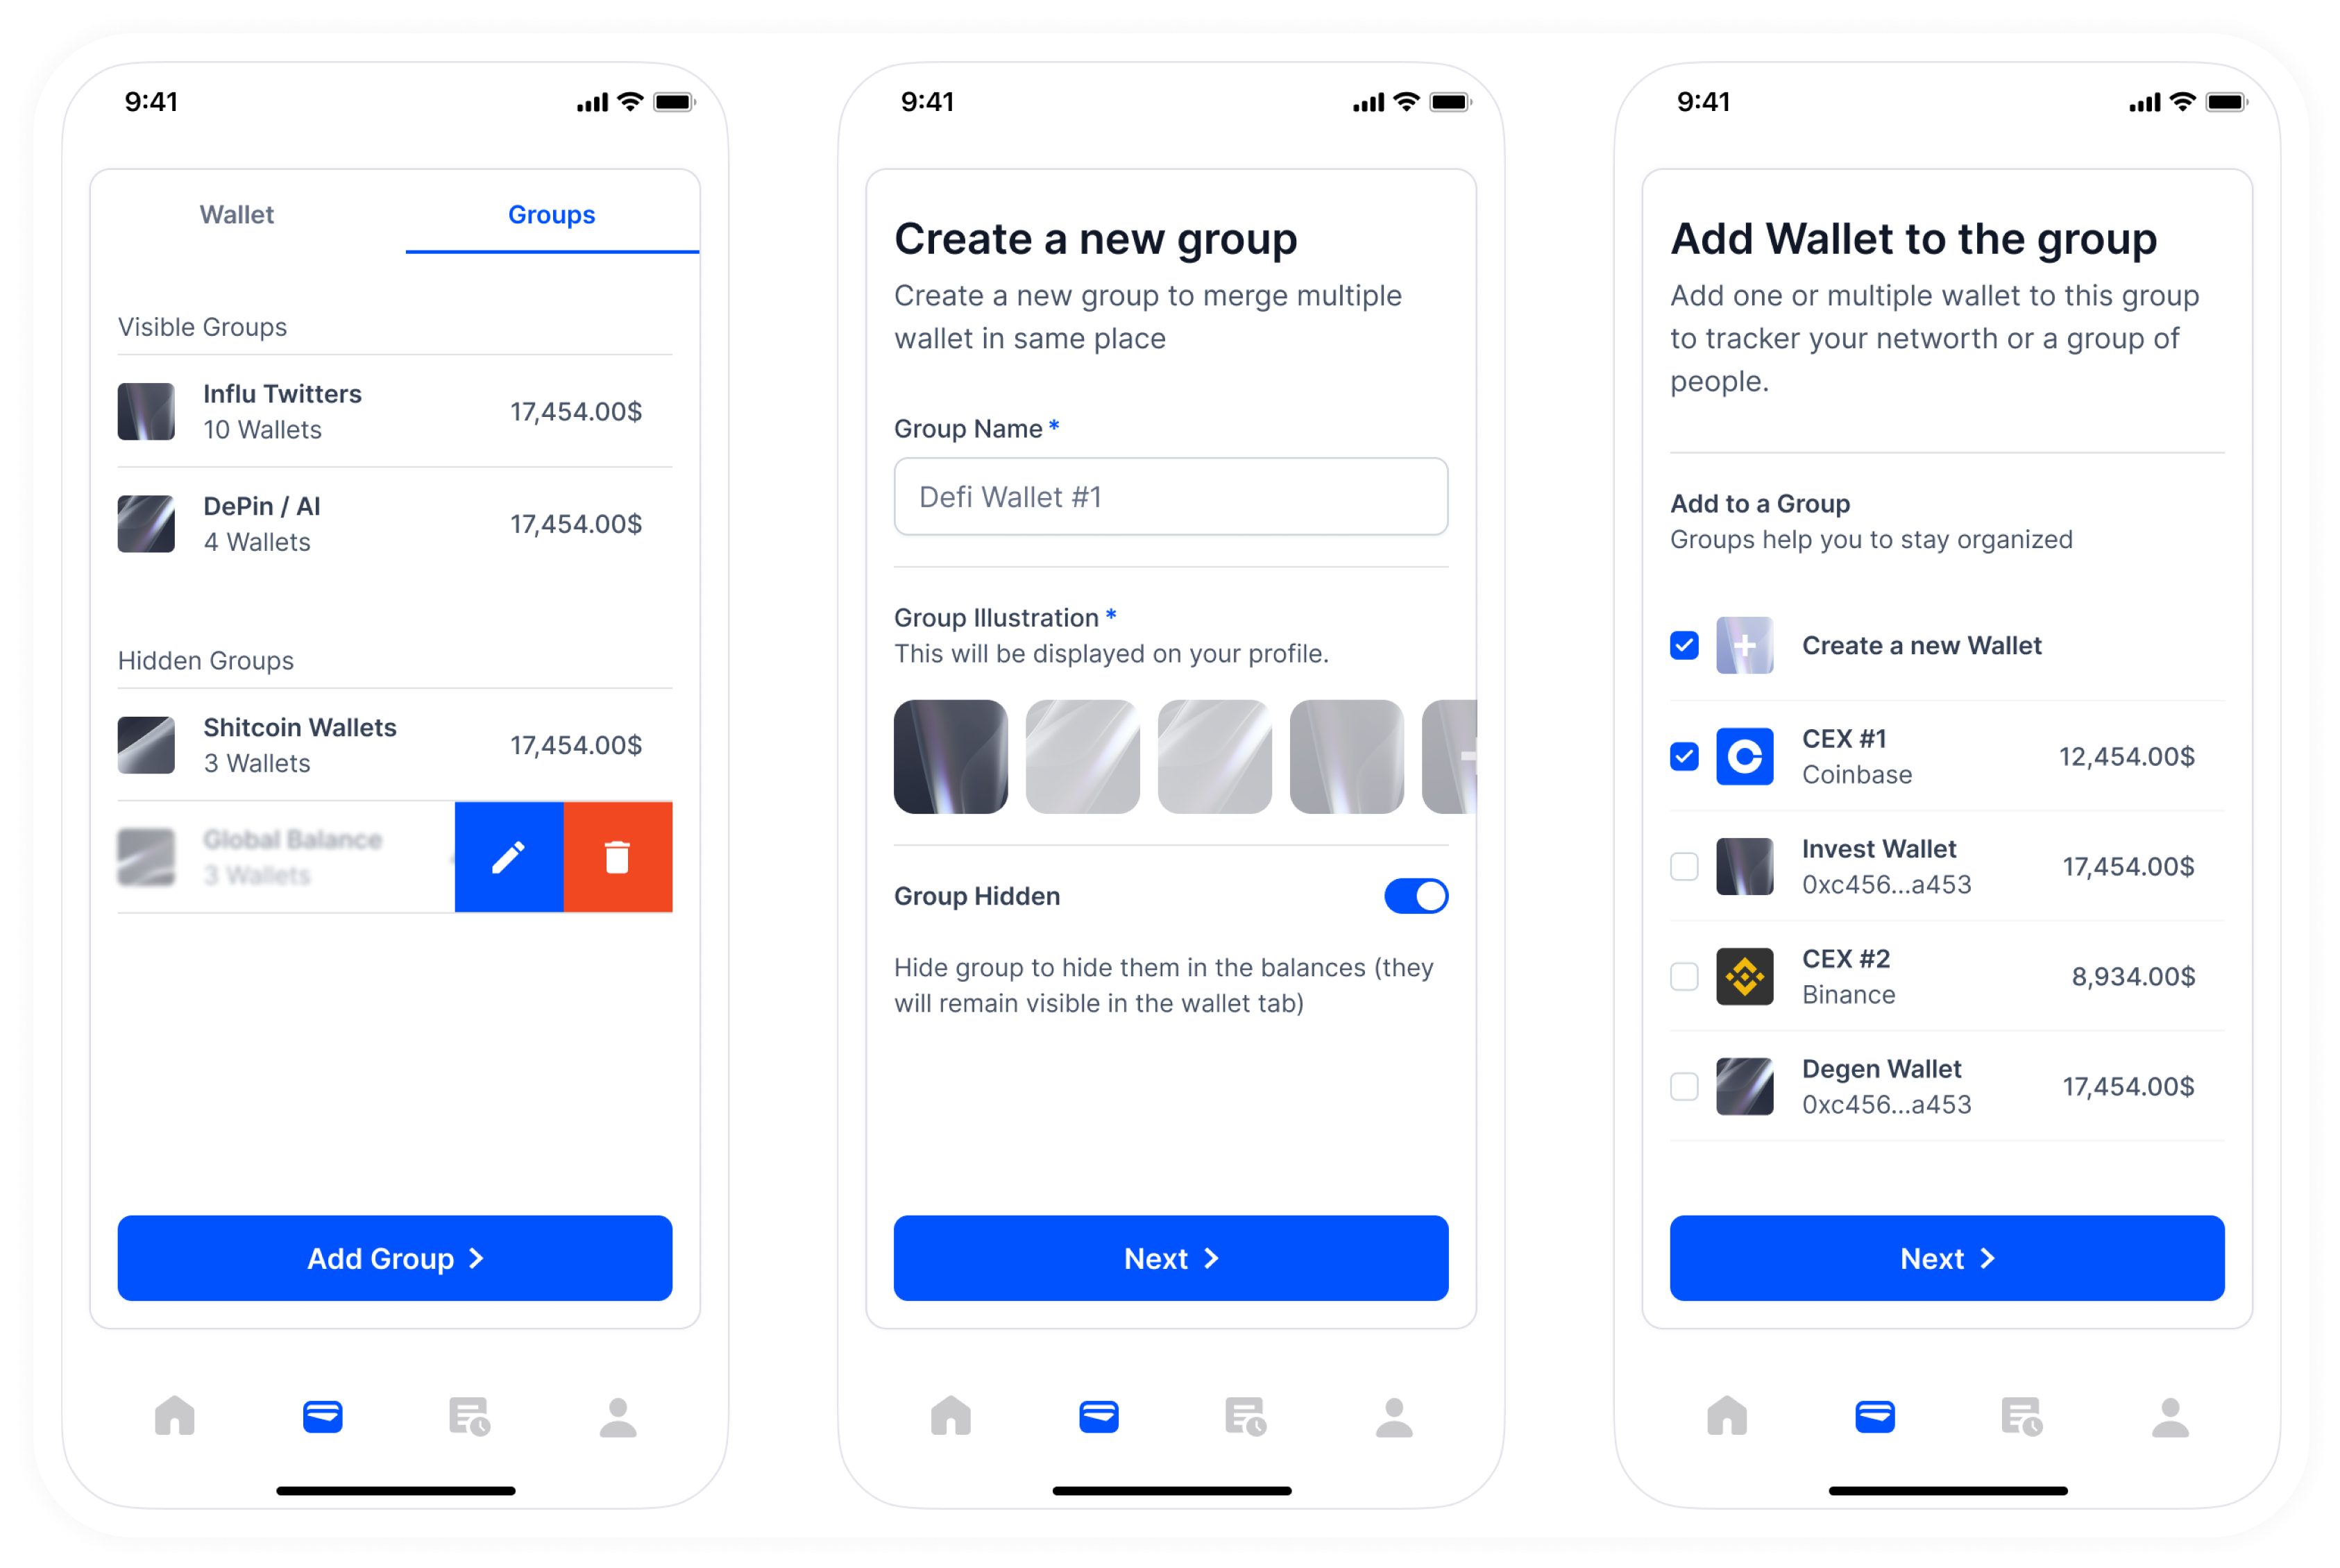 9:41
Wallet
Groups
Visible Groups
Influ Twitters
10 Wallets
17,454.00$
DePin / AI
4 Wallets
17,454.00$
Hidden Groups
Shitcoin Wallets
3 Wallets
17,454.00$
Global Balance
3 Wallets
Add Group
9:41
Create a new group
Create a new group to merge multiple
wallet in same place
Group Name *
Defi Wallet #1
Group Illustration *
This will be displayed on your profile.
Group Hidden
Hide group to hide them in the balances (they
will remain visible in the wallet tab)
Next
9:41
Add Wallet to the group
Add one or multiple wallet to this group
to tracker your networth or a group of
people.
Add to a Group
Groups help you to stay organized
Create a new Wallet
CEX #1
Coinbase
12,454.00$
Invest Wallet
0xc456...a453
17,454.00$
CEX #2
Binance
8,934.00$
Degen Wallet
0xc456...a453
17,454.00$
Next